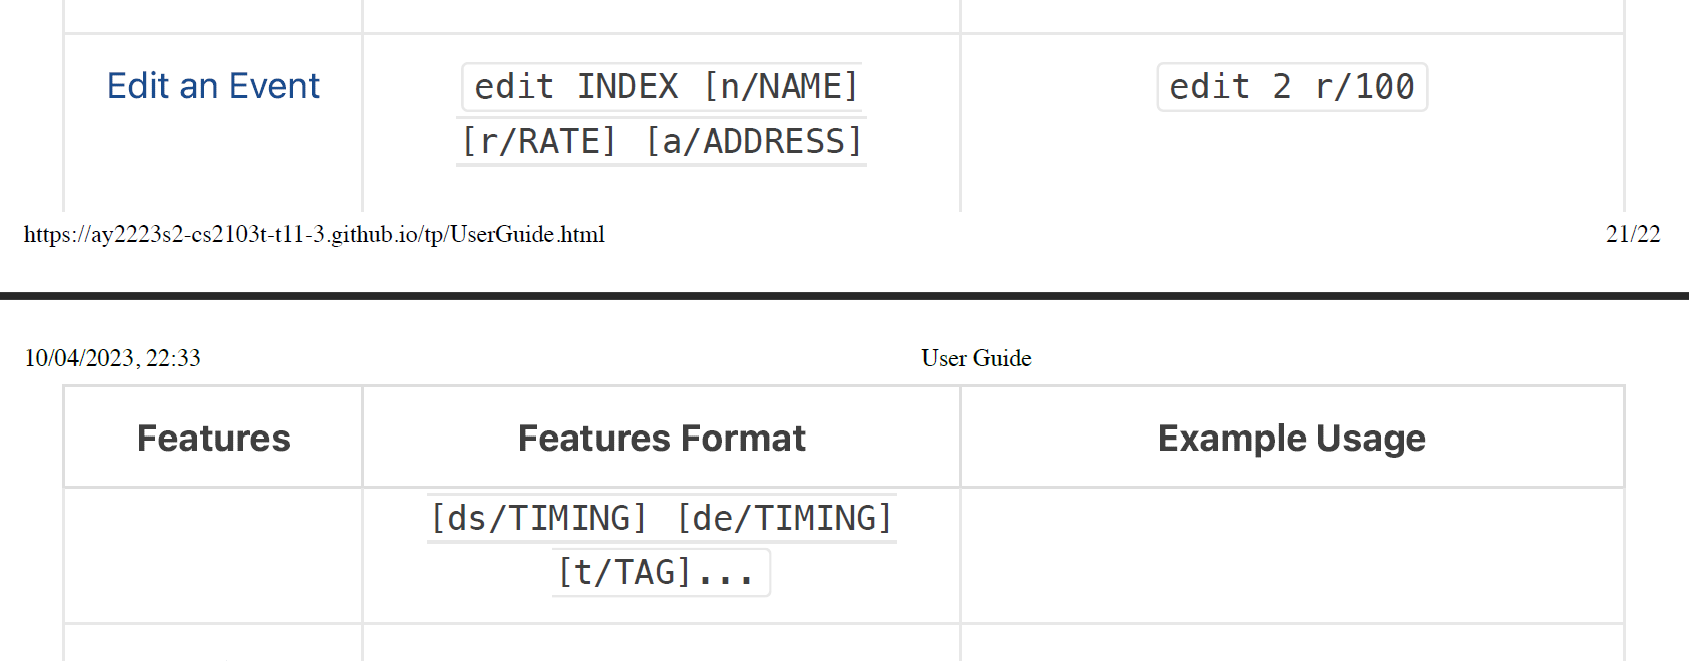 Edit an Event
edit INDEX [n/NAME]
[r/RATE] [a/ADDRESS]
edit 2 r/100
https://ay2223s2-cs2103t-t11-3.github.io/tp/UserGuide.html
21/22
10/04/2023, 22:33
User Guide
Features
Features Format
Example Usage
[ds/TIMING] [de/TIMING]
[t/TAG]...